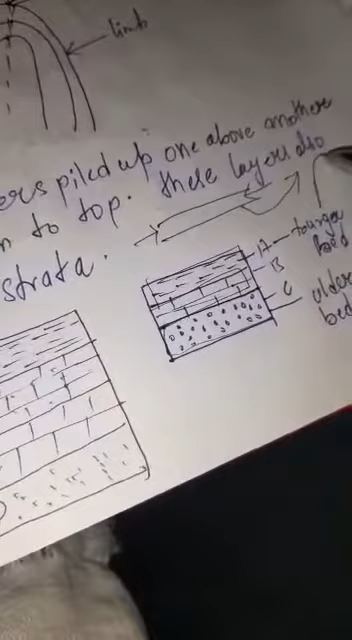 limb
ers piled up one above another
n to top. These layers also
strata.
A - younger bed
B
C older bed